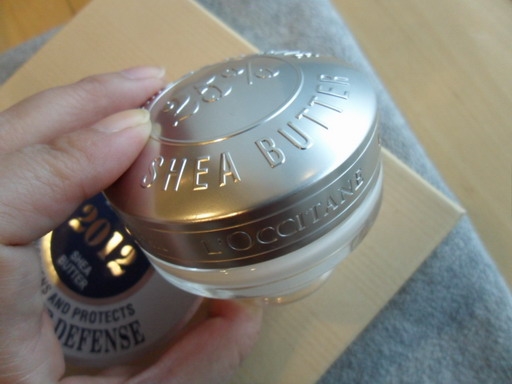 25%
SHEA BUTTER
L'OCCITANE
2012
SHEA
BUTTER
AND PROTECTS
DEFENSE